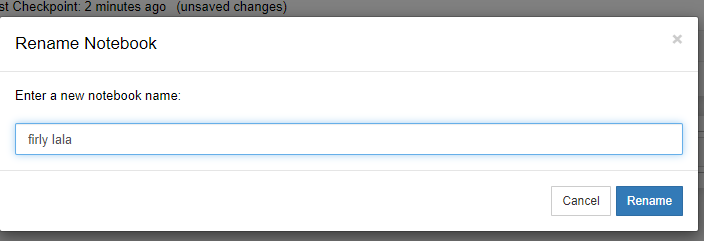 st Checkpoint: 2 minutes ago (unsaved changes)
Rename Notebook
×
Enter a new notebook name:
firly lala
Cancel Rename